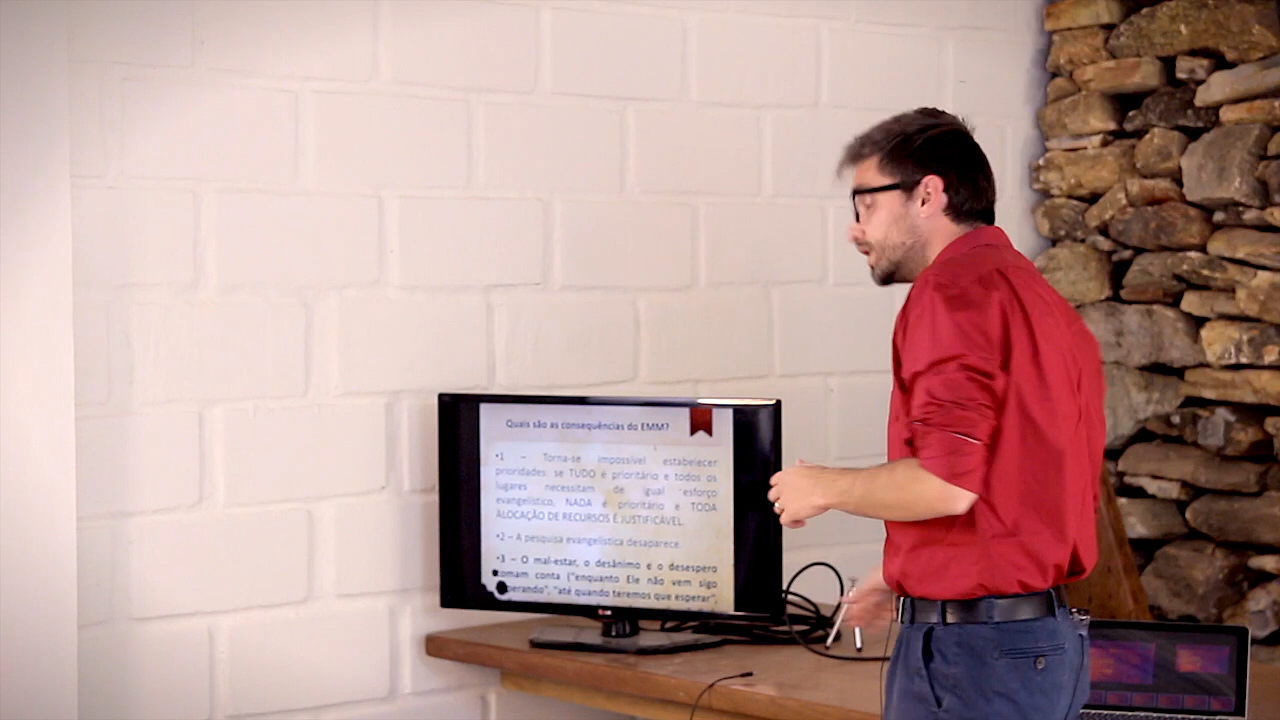 Quais são as consequências do EMM?
•1 – Torna-se impossível estabelecer
prioridades: se TUDO é prioritário e todos os
lugares necessitam de igual esforço
evangelístico, NADA é prioritário e TODA
ALOCAÇÃO DE RECURSOS É JUSTIFICÁVEL.
•2 – A pesquisa evangelística desaparece.
•3 – O mal-estar, o desânimo e o desespero
tomam conta ("enquanto Ele não vem sigo
esperando", "até quando teremos que esperar",